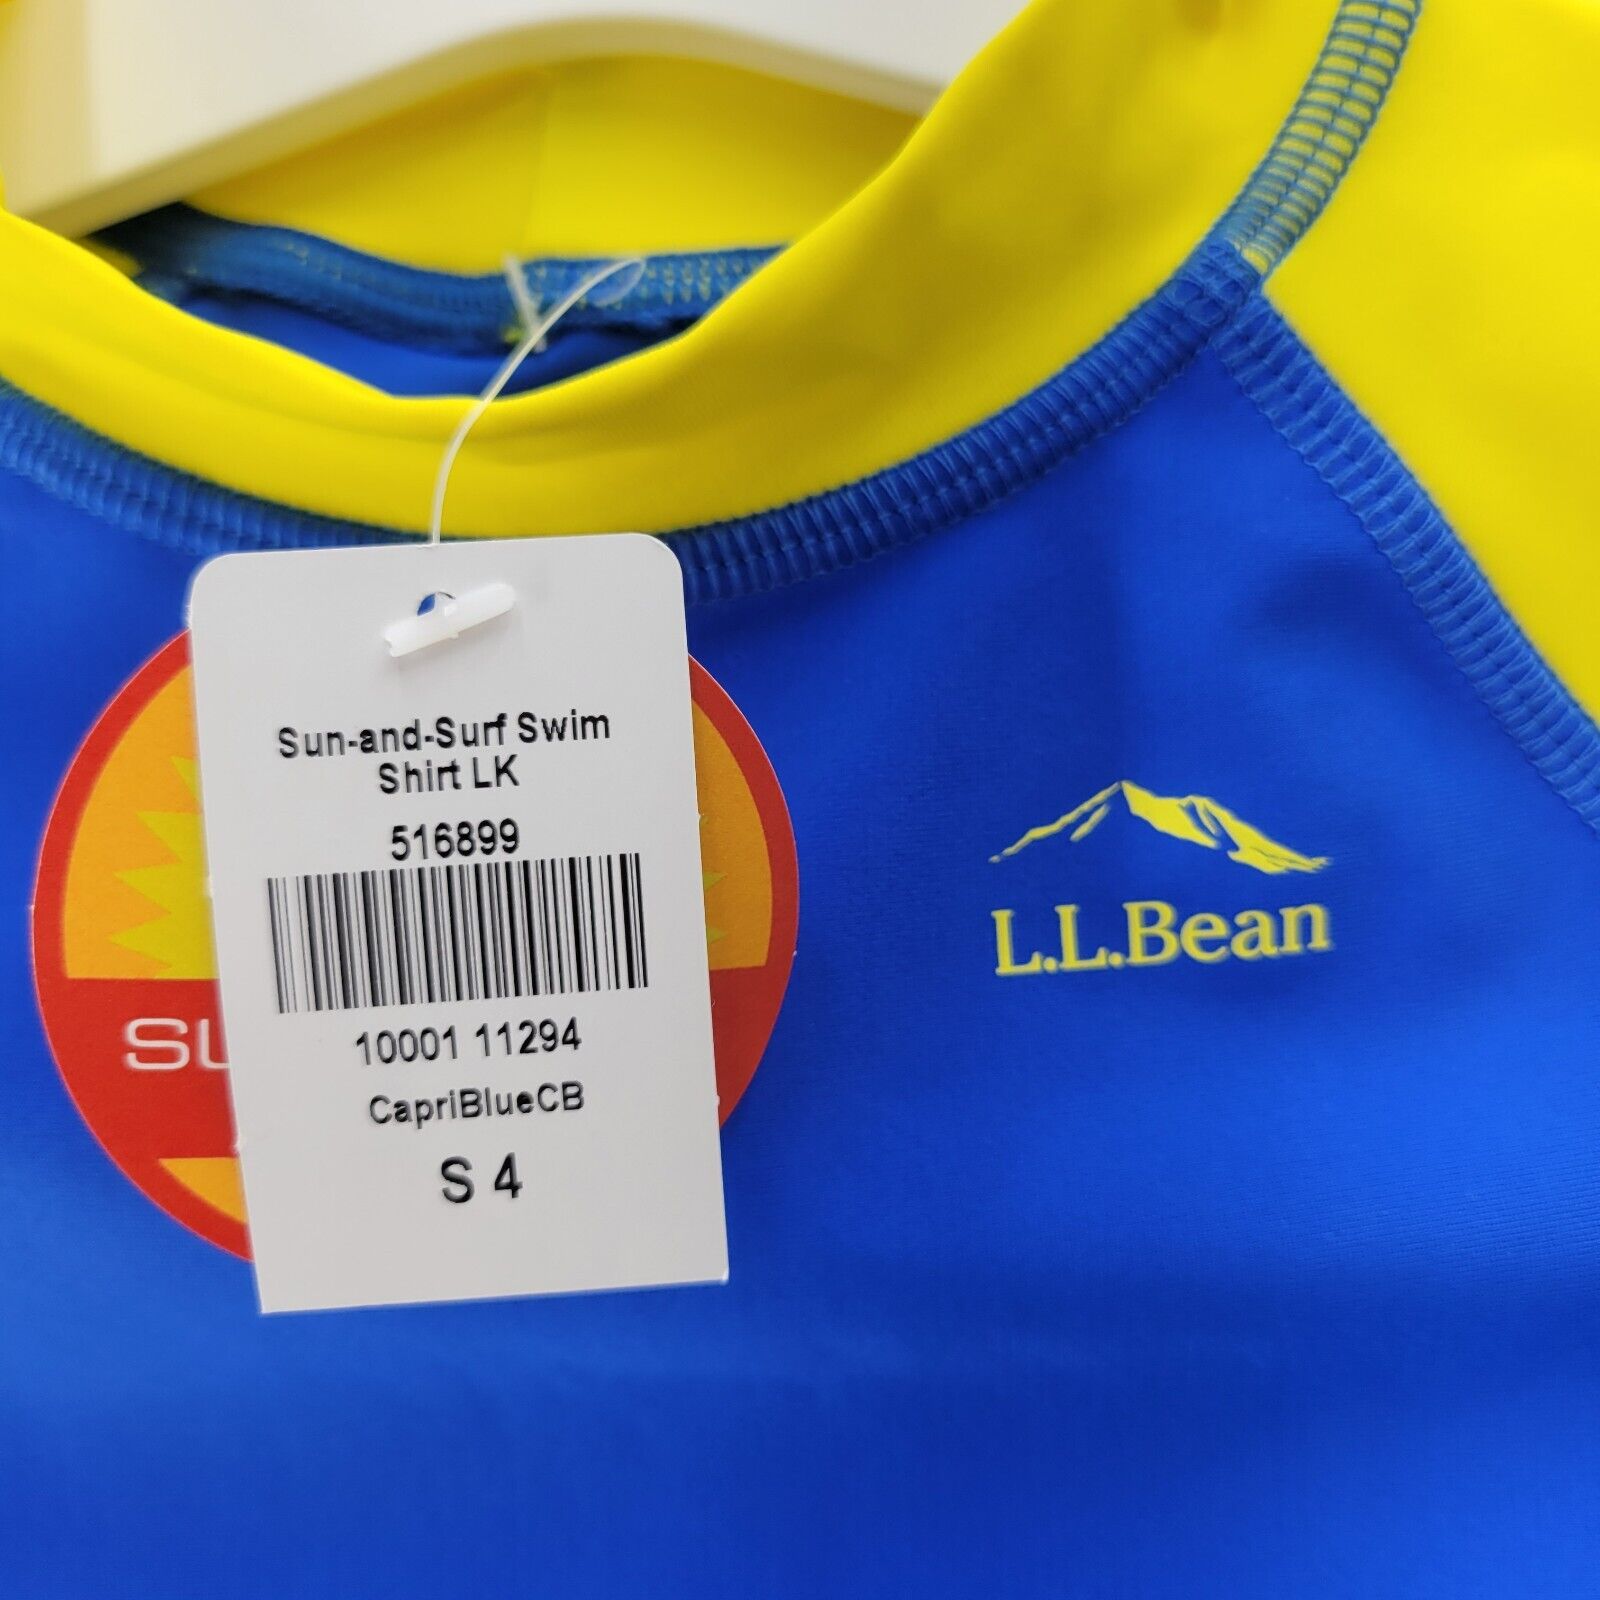 Sun-and-Surf Swim
Shirt LK
516899
10001 11294
CapriBlueCB
S 4
L.L.Bean